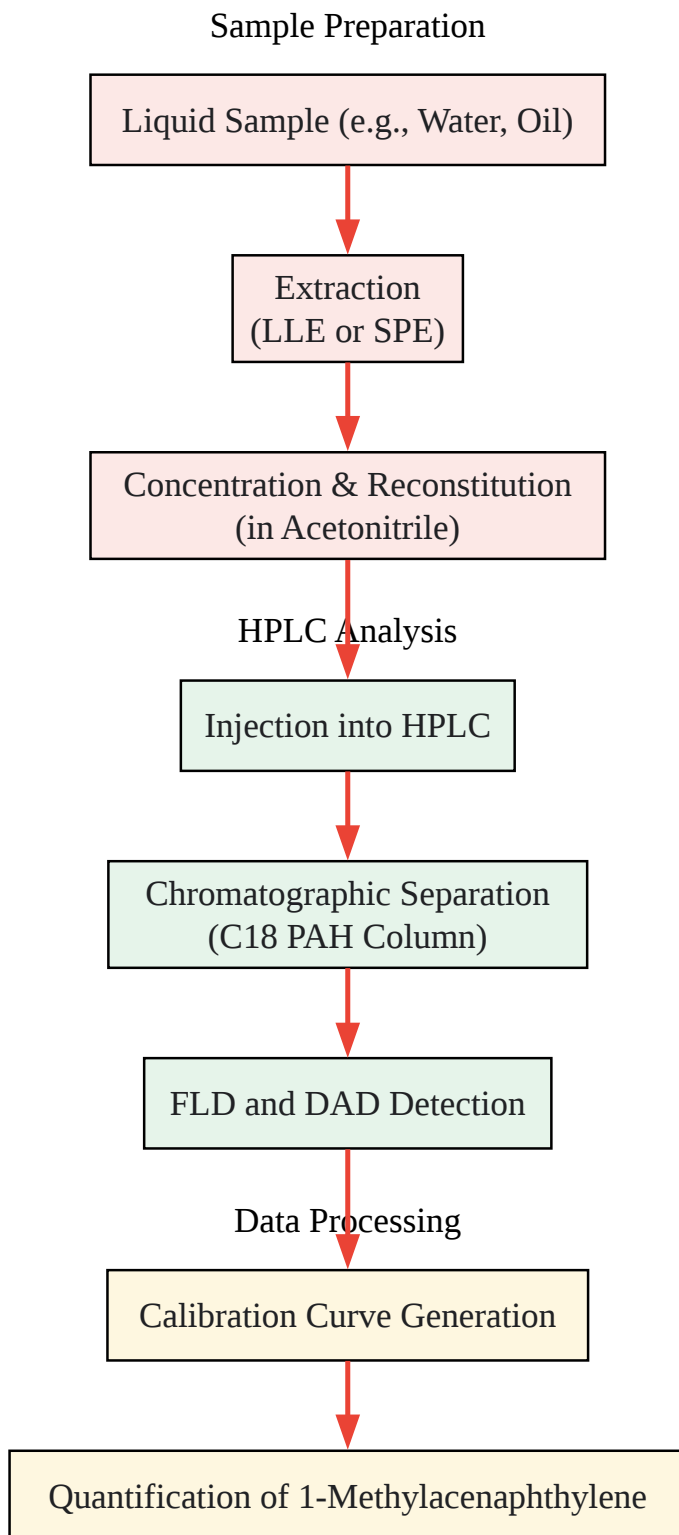 Sample Preparation
Liquid Sample (e.g., Water, Oil)
Extraction
(LLE or SPE)
Concentration & Reconstitution
(in Acetonitrile)
HPLC Analysis
Injection into HPLC
Chromatographic Separation
(C18 PAH Column)
FLD and DAD Detection
Data Processing
Calibration Curve Generation
Quantification of 1-Methylacenaphthylene